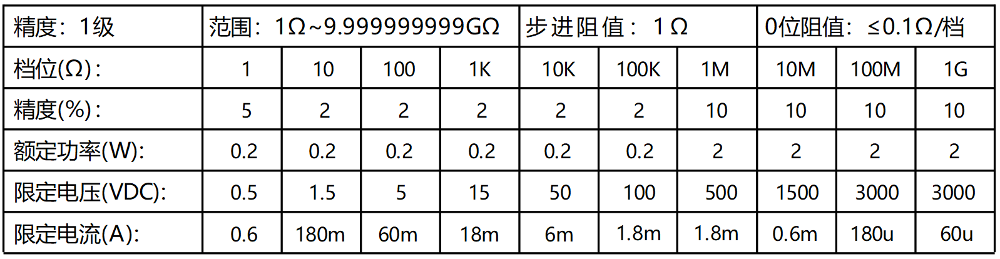 精度：1级 范围：1Ω~9.999999999GΩ 步进阻值：1Ω 0位阻值：≤0.1Ω/档
档位(Ω)： 1 10 100 1K 10K 100K 1M 10M 100M 1G
精度(%)： 5 2 2 2 2 2 10 10 10 10
额定功率(W): 0.2 0.2 0.2 0.2 0.2 0.2 2 2 2 2
限定电压(VDC): 0.5 1.5 5 15 50 100 500 1500 3000 3000
限定电流(A): 0.6 180m 60m 18m 6m 1.8m 1.8m 0.6m 180u 60u